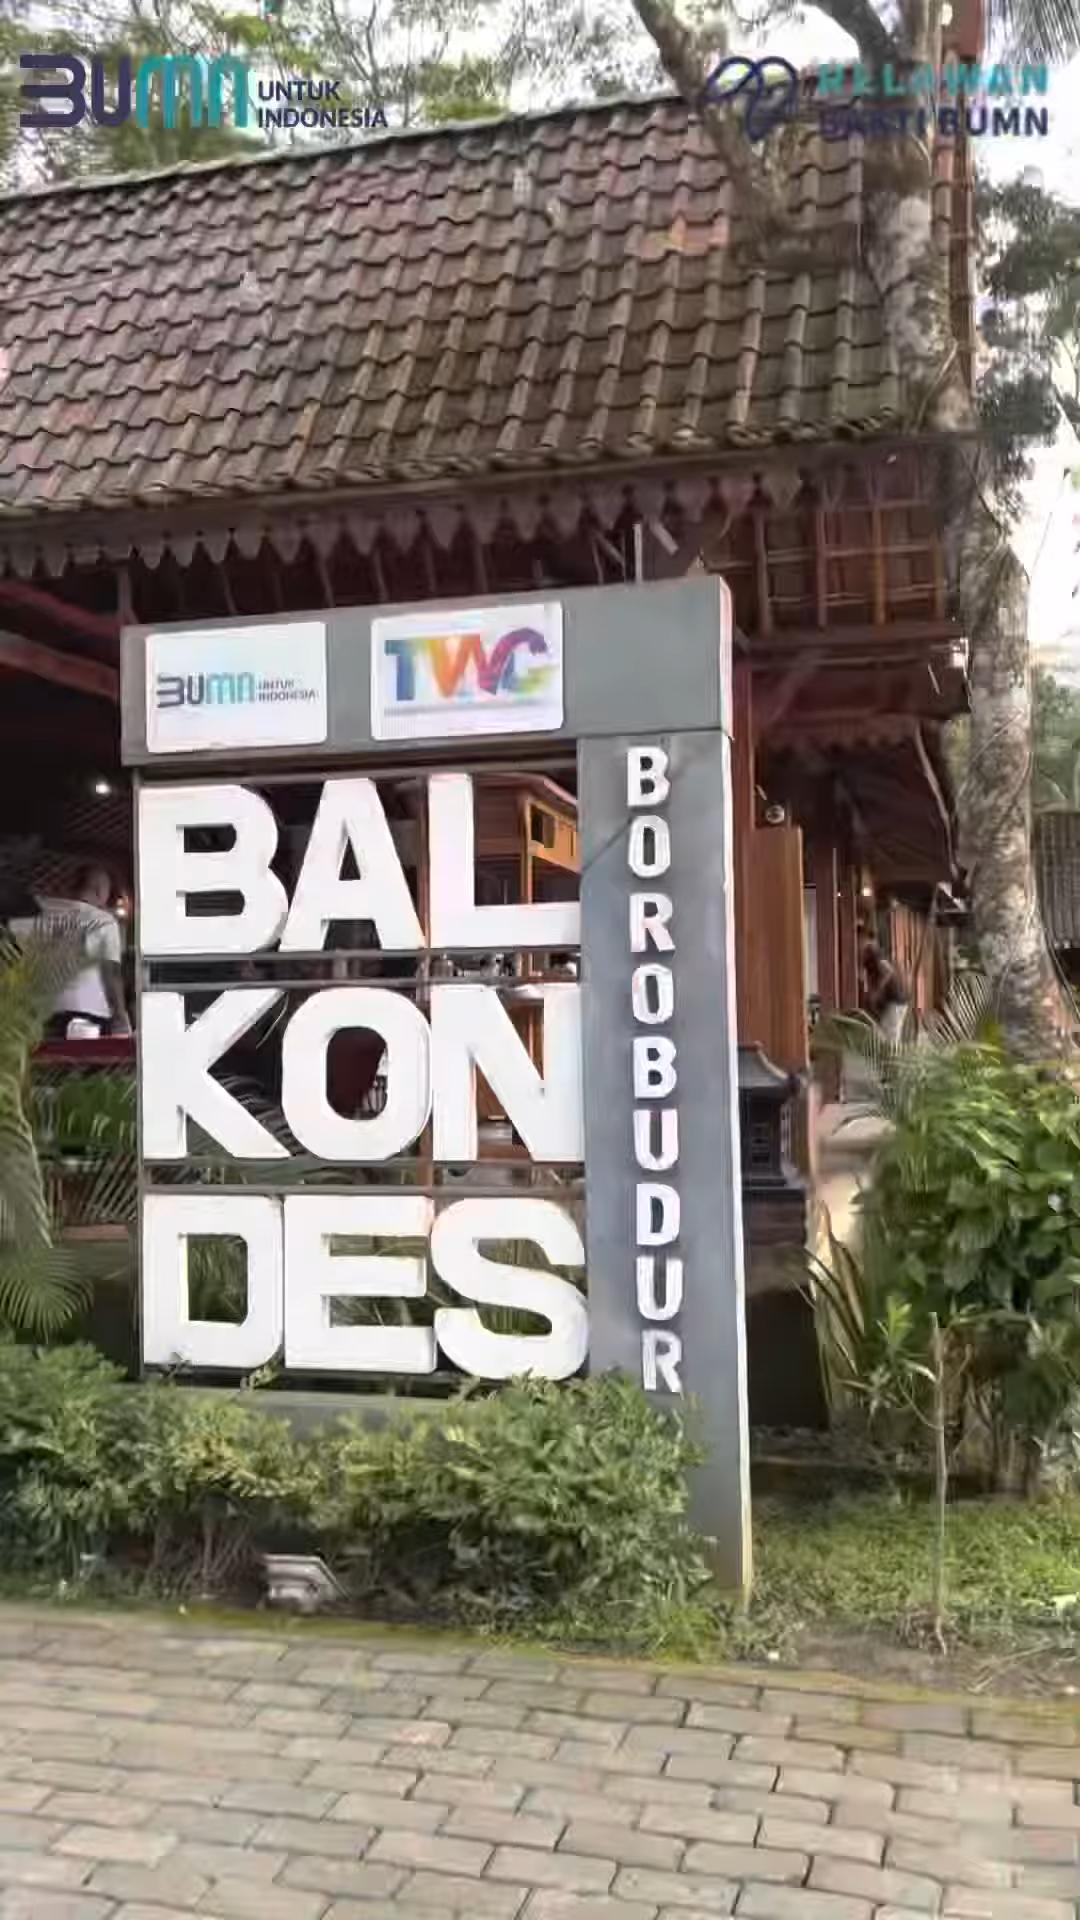 BUMN UNTUK INDONESIA
RELAWAN
BAKTI BUMN
BUMN UNTUK INDONESIA
TWC
BAL
KON
DES
BOROBUDUR